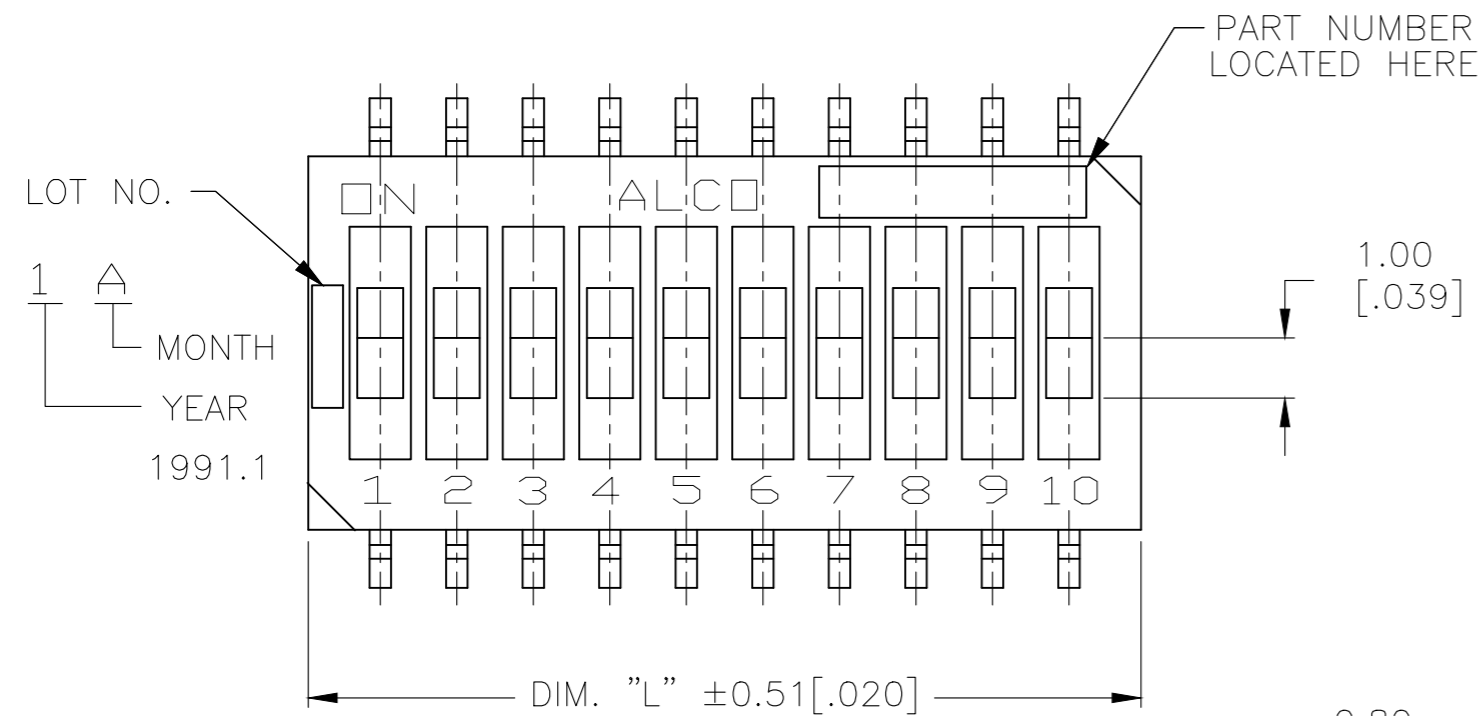 PART NUMBER
LOCATED HERE
LOT NO.
ON ALCO
1 A
1.00
[.039]
MONTH
YEAR
1991.1
1 2 3 4 5 6 7 8 9 10
DIM. ”L” ±0.51[.020]